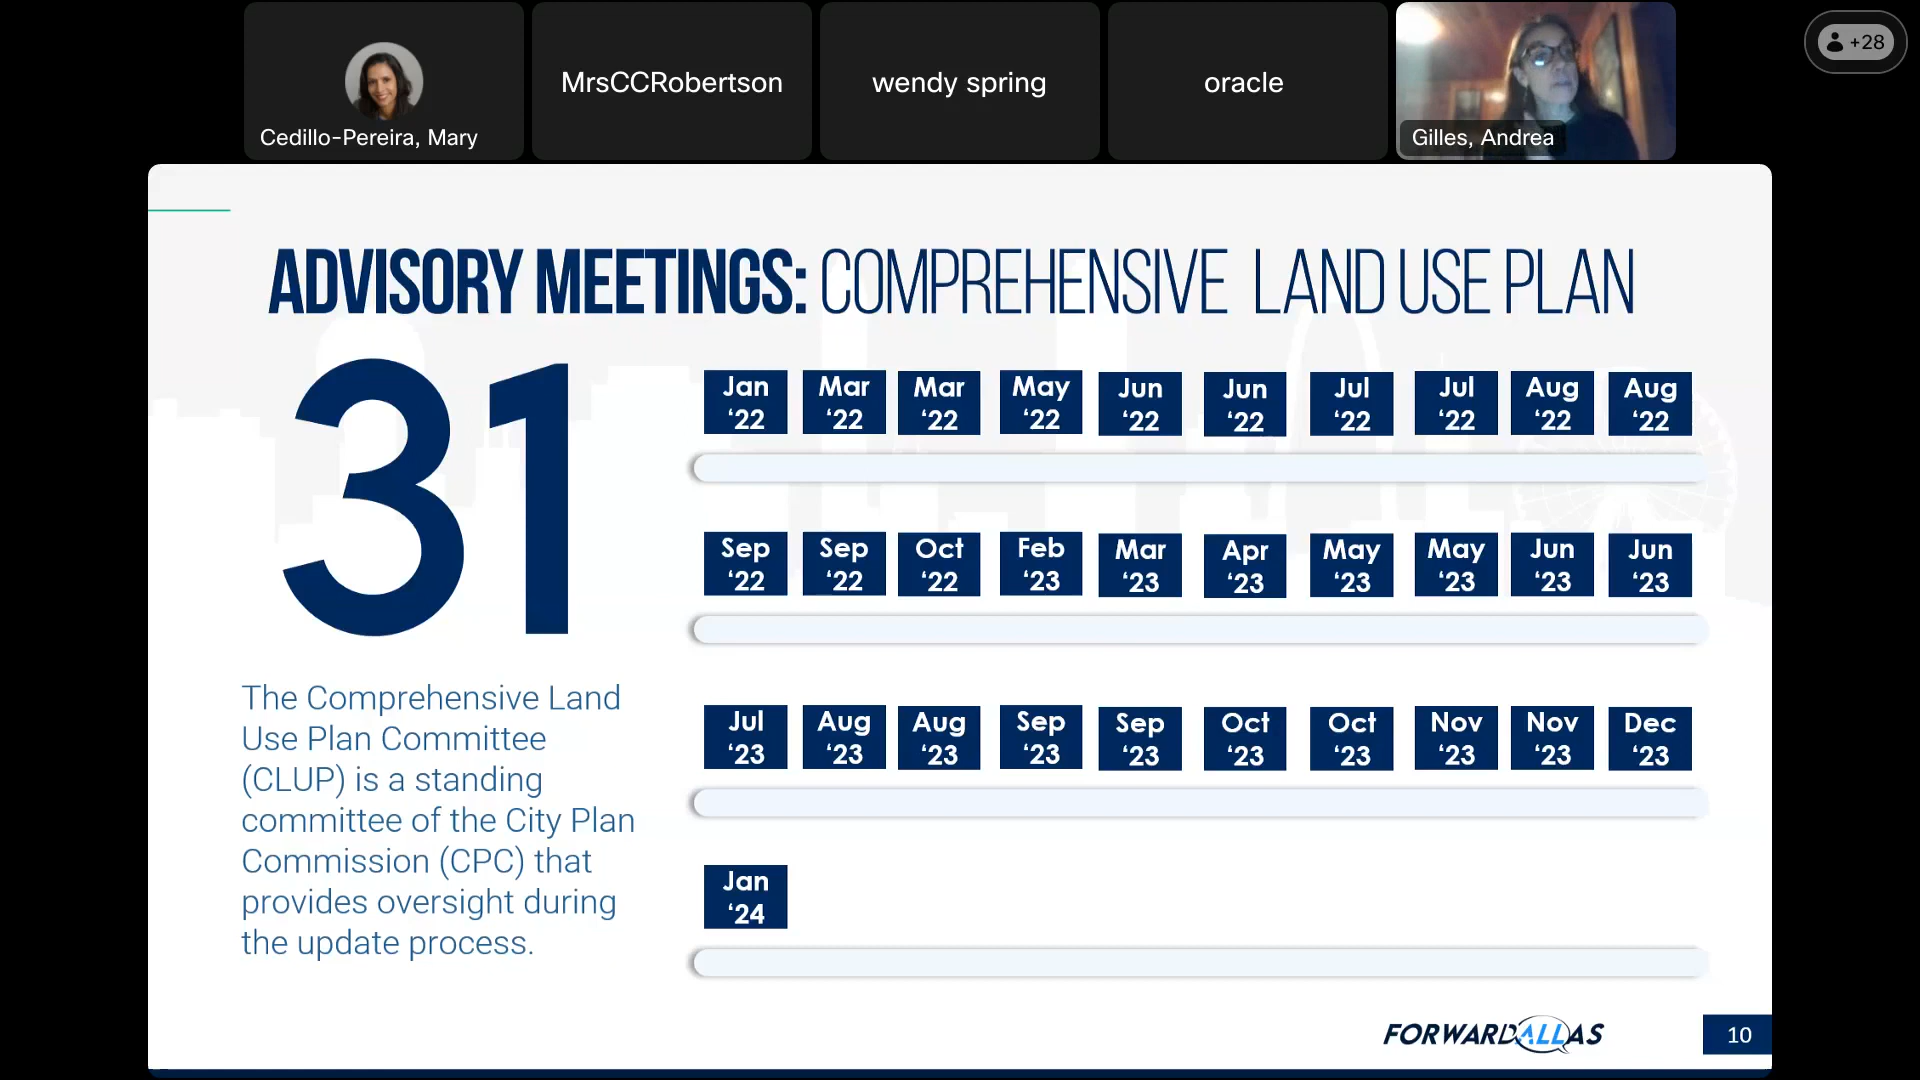 Cedillo-Pereira, Mary
MrsCCRobertson
wendy spring
oracle
Gilles, Andrea
+28
ADVISORY MEETINGS: COMPREHENSIVE LAND USE PLAN
31
The Comprehensive Land
Use Plan Committee
(CLUP) is a standing
committee of the City Plan
Commission (CPC) that
provides oversight during
the update process.
Jan Mar Mar May Jun Jun Jul Jul Aug Aug
‘22 ‘22 ‘22 ‘22 ‘22 ‘22 ‘22 ‘22 ‘22 ‘22
Sep Sep Oct Feb Mar Apr May May Jun Jun
‘22 ‘22 ‘22 ‘23 ‘23 ‘23 ‘23 ‘23 ‘23 ‘23
Jul Aug Aug Sep Sep Oct Oct Nov Nov Dec
‘23 ‘23 ‘23 ‘23 ‘23 ‘23 ‘23 ‘23 ‘23 ‘23
Jan
‘24
FORWARDALLAS
10